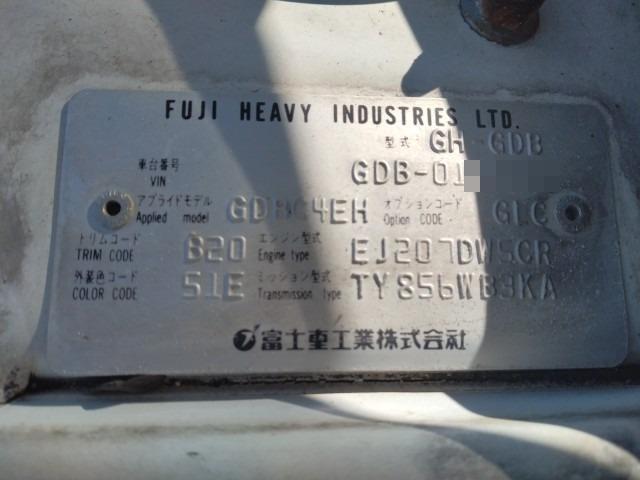 FUJI HEAVY INDUSTRIES LTD.
型式 GH-GDB
車台番号 VIN GDB-01
アプライドモデル Applied model GDBC4EH オプションコード Option CODE GLC
トリムコード TRIM CODE B20 エンジン型式 Engine type EJ207DW5CR
外装色コード COLOR CODE 51E ミッション型式 Transmission type TY856WB3KA
富士重工業株式会社